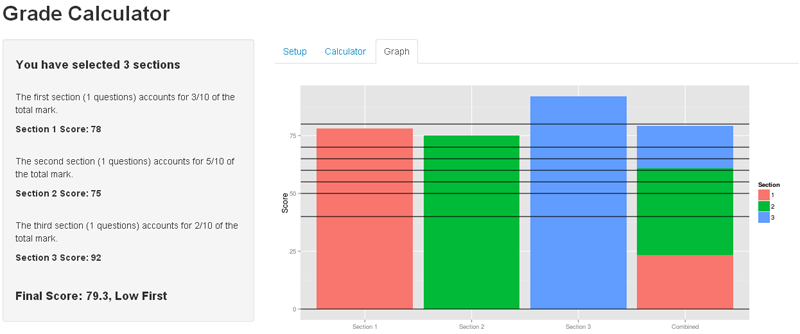 Grade Calculator
You have selected 3 sections
The first section (1 questions) accounts for 3/10 of the
total mark.
Section 1 Score: 78
The second section (1 questions) accounts for 5/10 of
the total mark.
Section 2 Score: 75
The third section (1 questions) accounts for 2/10 of the
total mark.
Section 3 Score: 92
Final Score: 79.3, Low First
Setup Calculator Graph
Score
75
50
25
0
Section 1 Section 2 Section 3 Combined
Section
1
2
3